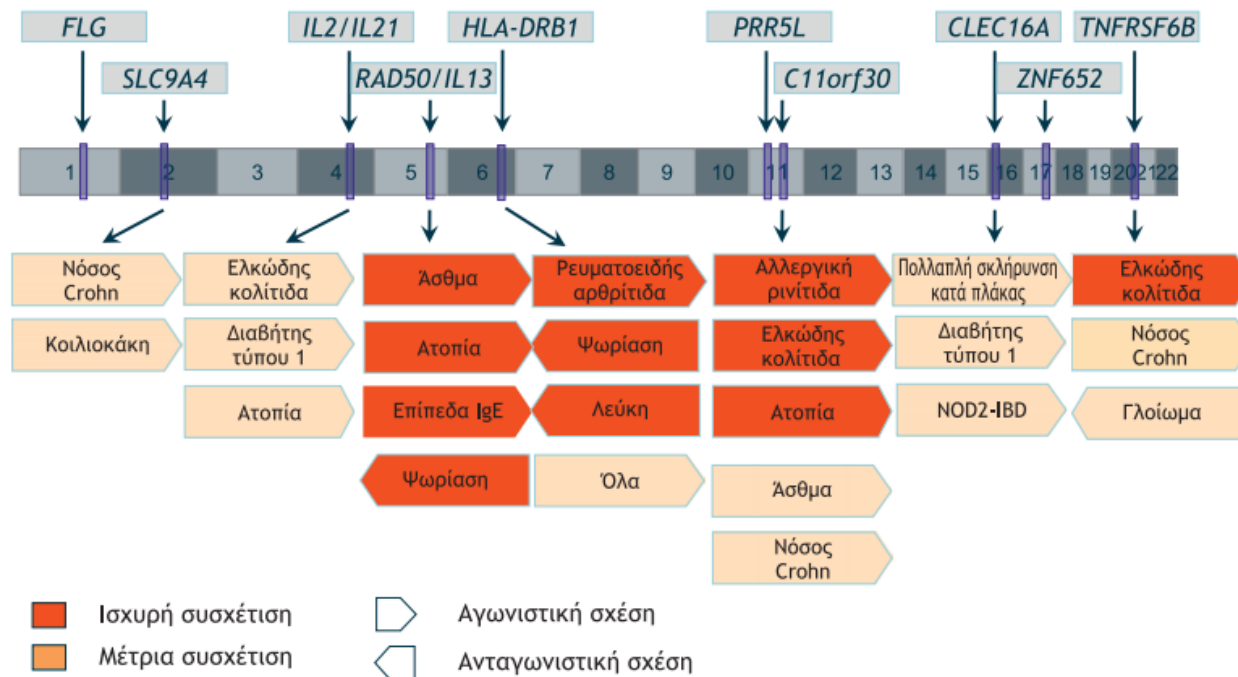 FLG
IL2/IL21
HLA-DRB1
PRR5L
CLEC16A
TNFRSF6B
SLC9A4
RAD50/IL13
C11orf30
ZNF652
1
2
3
4
5
6
7
8
9
10
11
12
13
14
15
16
17
18
19
20
21
22
Νόσος
Crohn
Κοιλιοκάκη
Ελκώδης
κολίτιδα
Διαβήτης
τύπου 1
Ατοπία
Άσθμα
Ατοπία
Επίπεδα IgE
Ψωρίαση
Ρευματοειδής
αρθρίτιδα
Ψωρίαση
Λεύκη
Όλα
Αλλεργική
ρινίτιδα
Ελκώδης
κολίτιδα
Ατοπία
Άσθμα
Νόσος
Crohn
Πολλαπλή σκλήρυνση
κατά πλάκας
Διαβήτης
τύπου 1
NOD2-IBD
Ελκώδης
κολίτιδα
Νόσος
Crohn
Γλοίωμα
Ισχυρή συσχέτιση
Μέτρια συσχέτιση
Αγωνιστική σχέση
Ανταγωνιστική σχέση